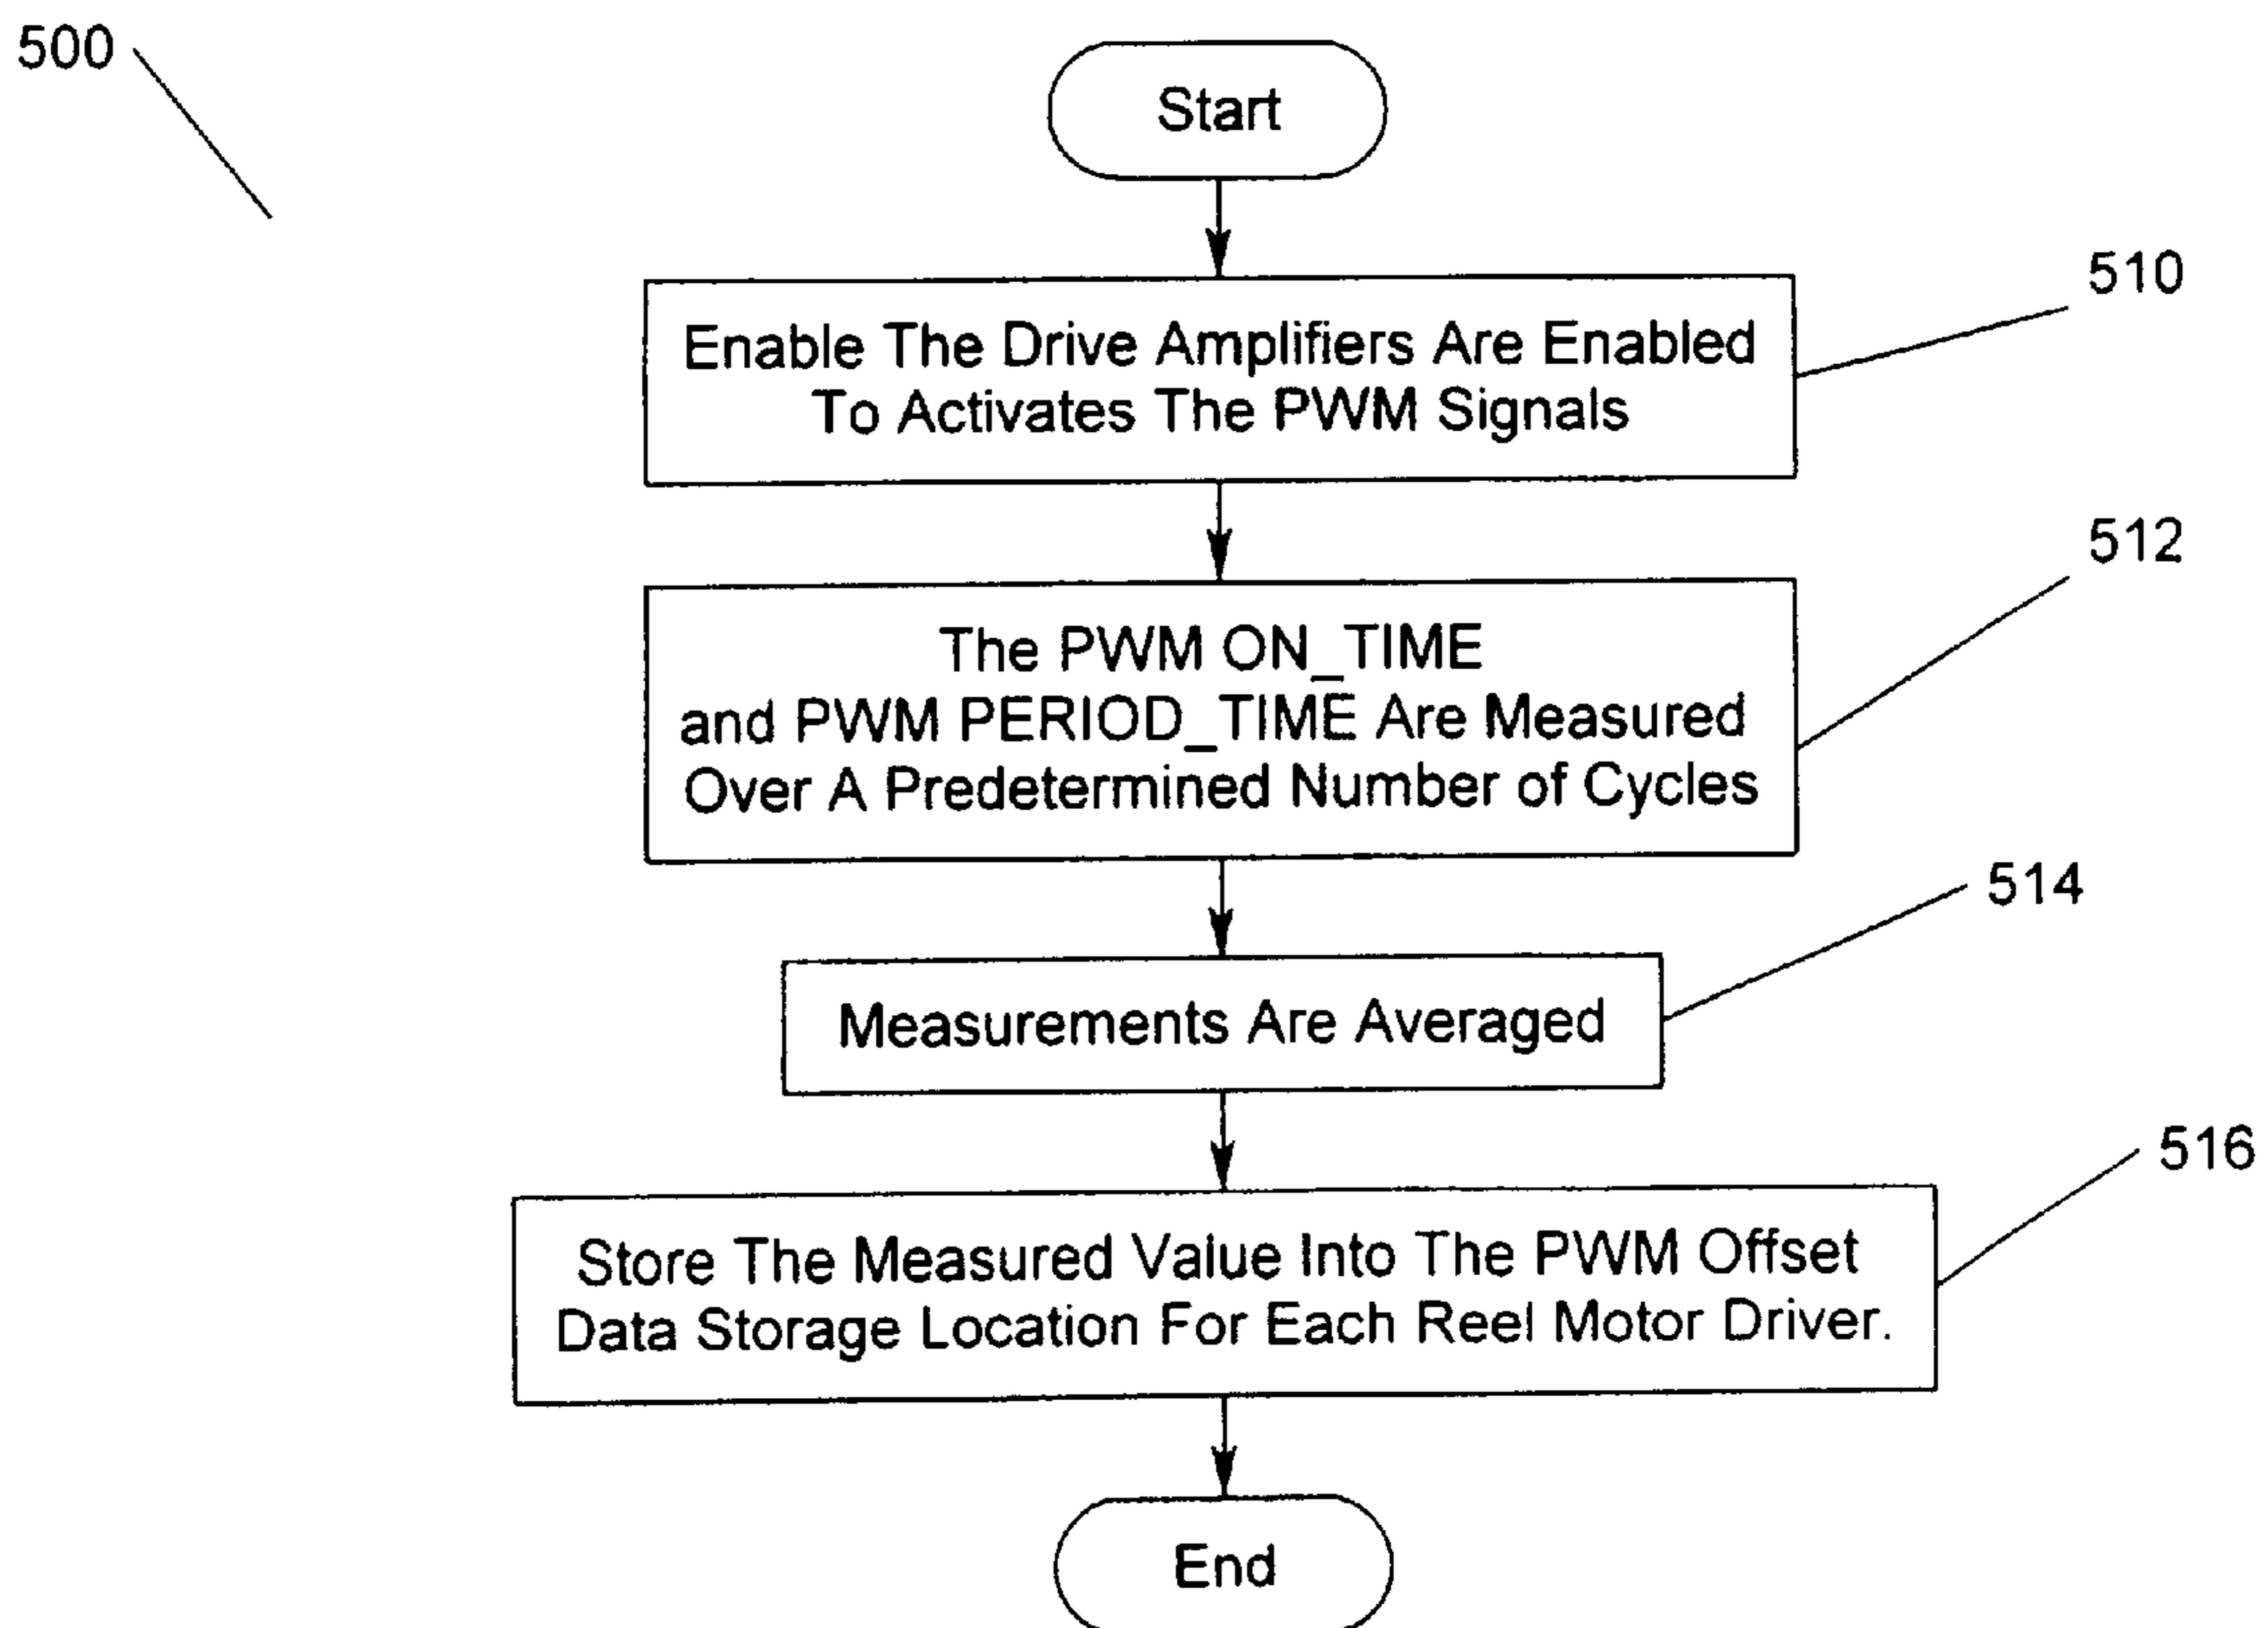 500
Start
510
Enable The Drive Amplifiers Are Enabled
To Activates The PWM Signals
512
The PWM ON_TIME
and PWM PERIOD_TIME Are Measured
Over A Predetermined Number of Cycles
514
Measurements Are Averaged
516
Store The Measured Value Into The PWM Offset
Data Storage Location For Each Reel Motor Driver.
End